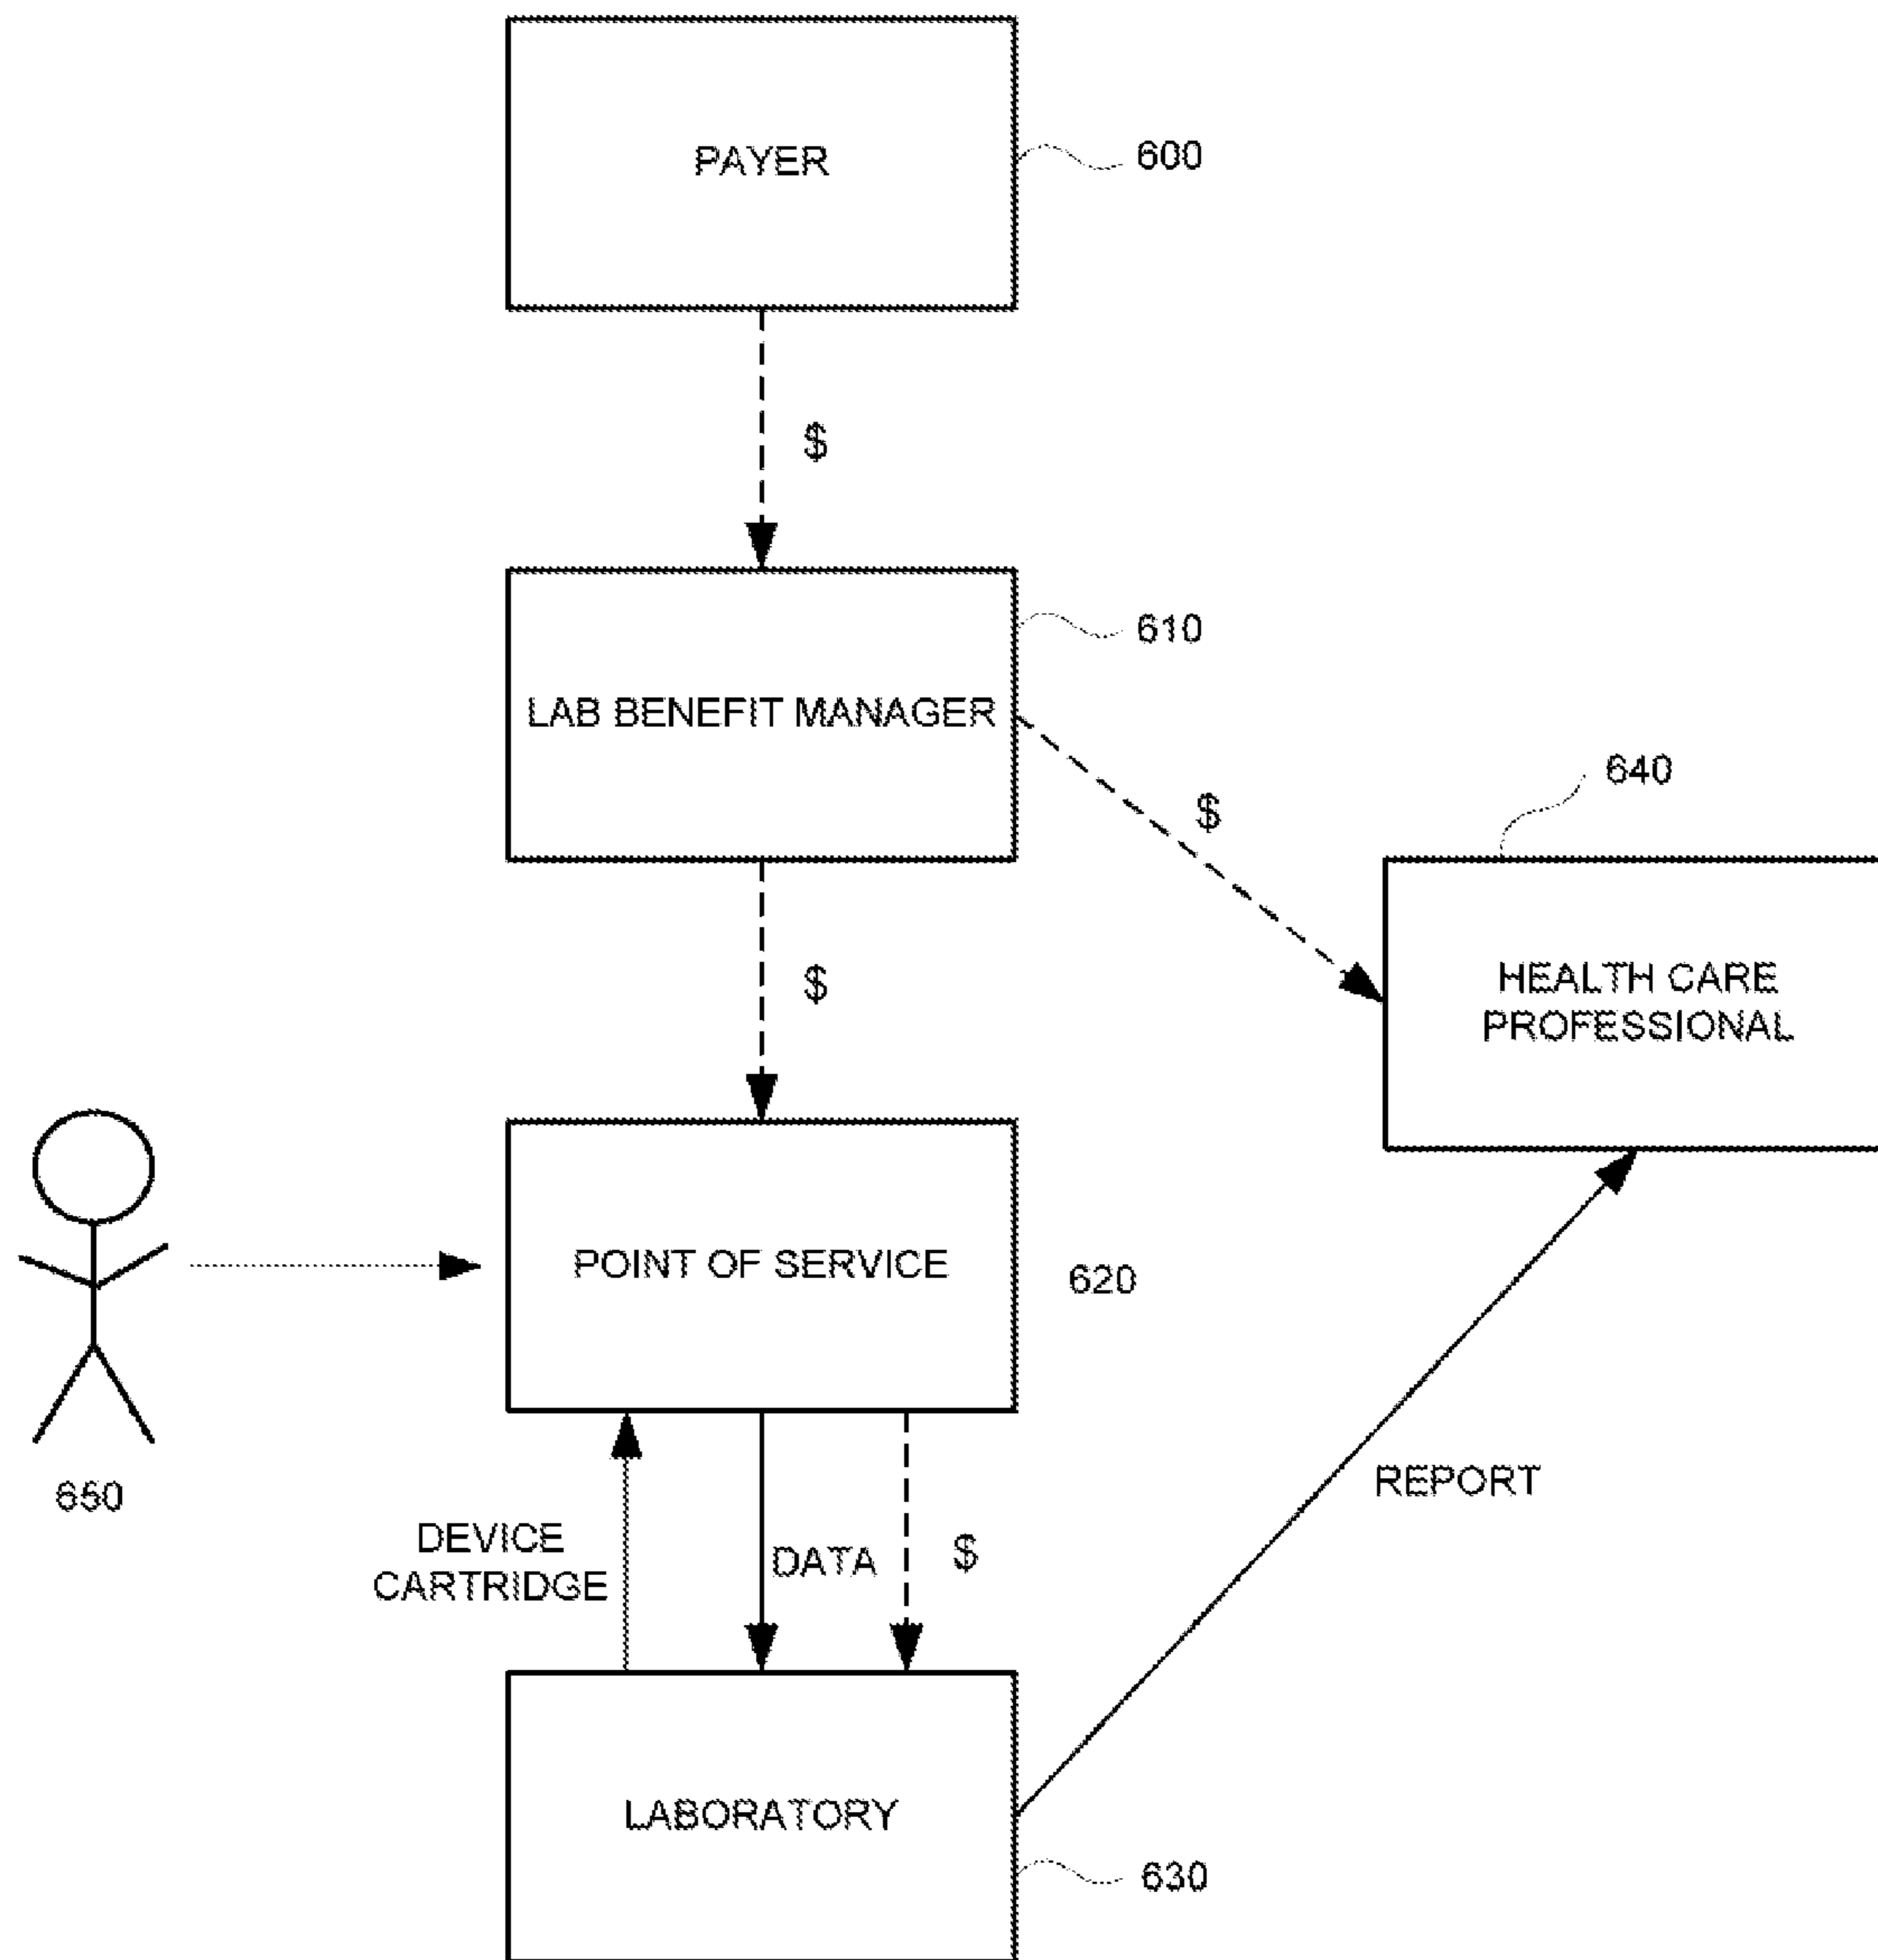 PAYER
600
$
610
LAB BENEFIT MANAGER
640
$
HEALTH CARE
PROFESSIONAL
$
POINT OF SERVICE
620
650
REPORT
DEVICE
CARTRIDGE
DATA
$
LABORATORY
630